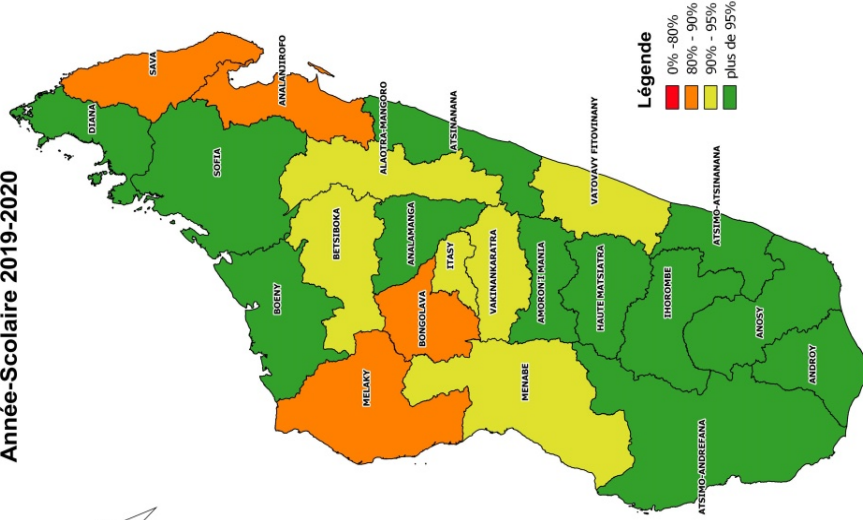 Année-Scolaire 2019-2020
DIANA
SAVA
SOFIA
ANALANJIROFO
BOENY
BETSIBOKA
ALAOTRA-MANGORO
MELAKY
BONGOLAVA
ANALAMANGA
ITASY
ATSINANANA
VAKINANKARATRA
MENABE
AMORON:I MANIA
HAUTE MATSIATRA
VATOVAVY FITOVINANY
IHOROMBE
ATSIMO-ATSINANANA
ATSIMO-ANDREFANA
ANOSY
ANDROY
Légende
0% -80%
80% - 90%
90% - 95%
plus de 95%